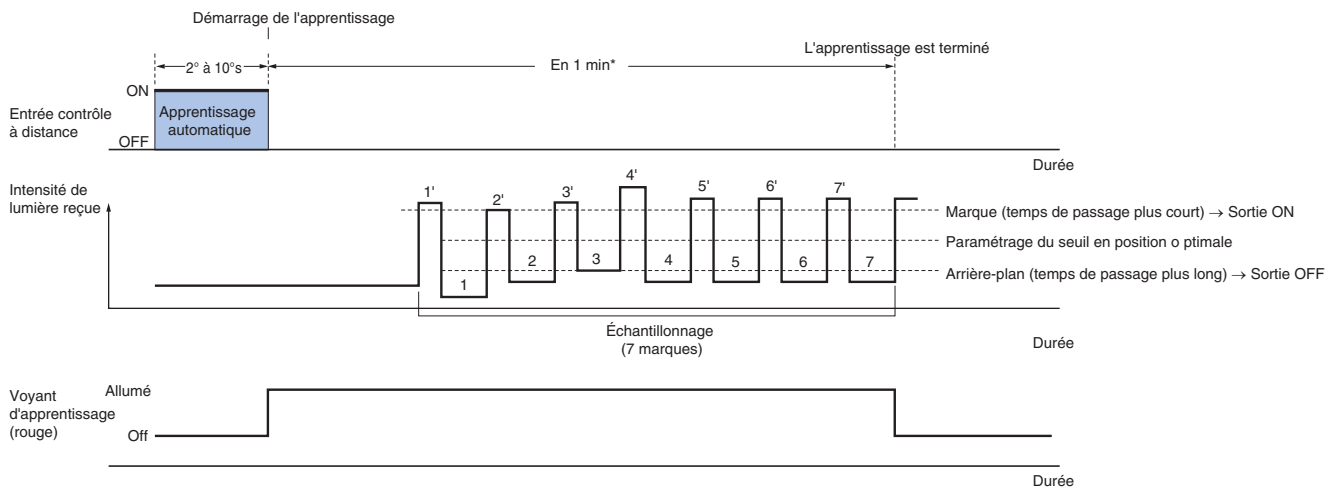 Démarrage de l'apprentissage
L'apprentissage est terminé
2° à 10°s
En 1 min*
ON
Entrée contrôle
à distance
Apprentissage
automatique
OFF
Durée
Intensité de
lumière reçue
1'
2'
3'
4'
5'
6'
7'
Marque (temps de passage plus court) → Sortie ON
Paramétrage du seuil en position o ptimale
1
2
3
4
5
6
7
Arrière-plan (temps de passage plus long) → Sortie OFF
Échantillonnage
(7 marques)
Durée
Voyant
d'apprentissage
(rouge)
Allumé
Off
Durée